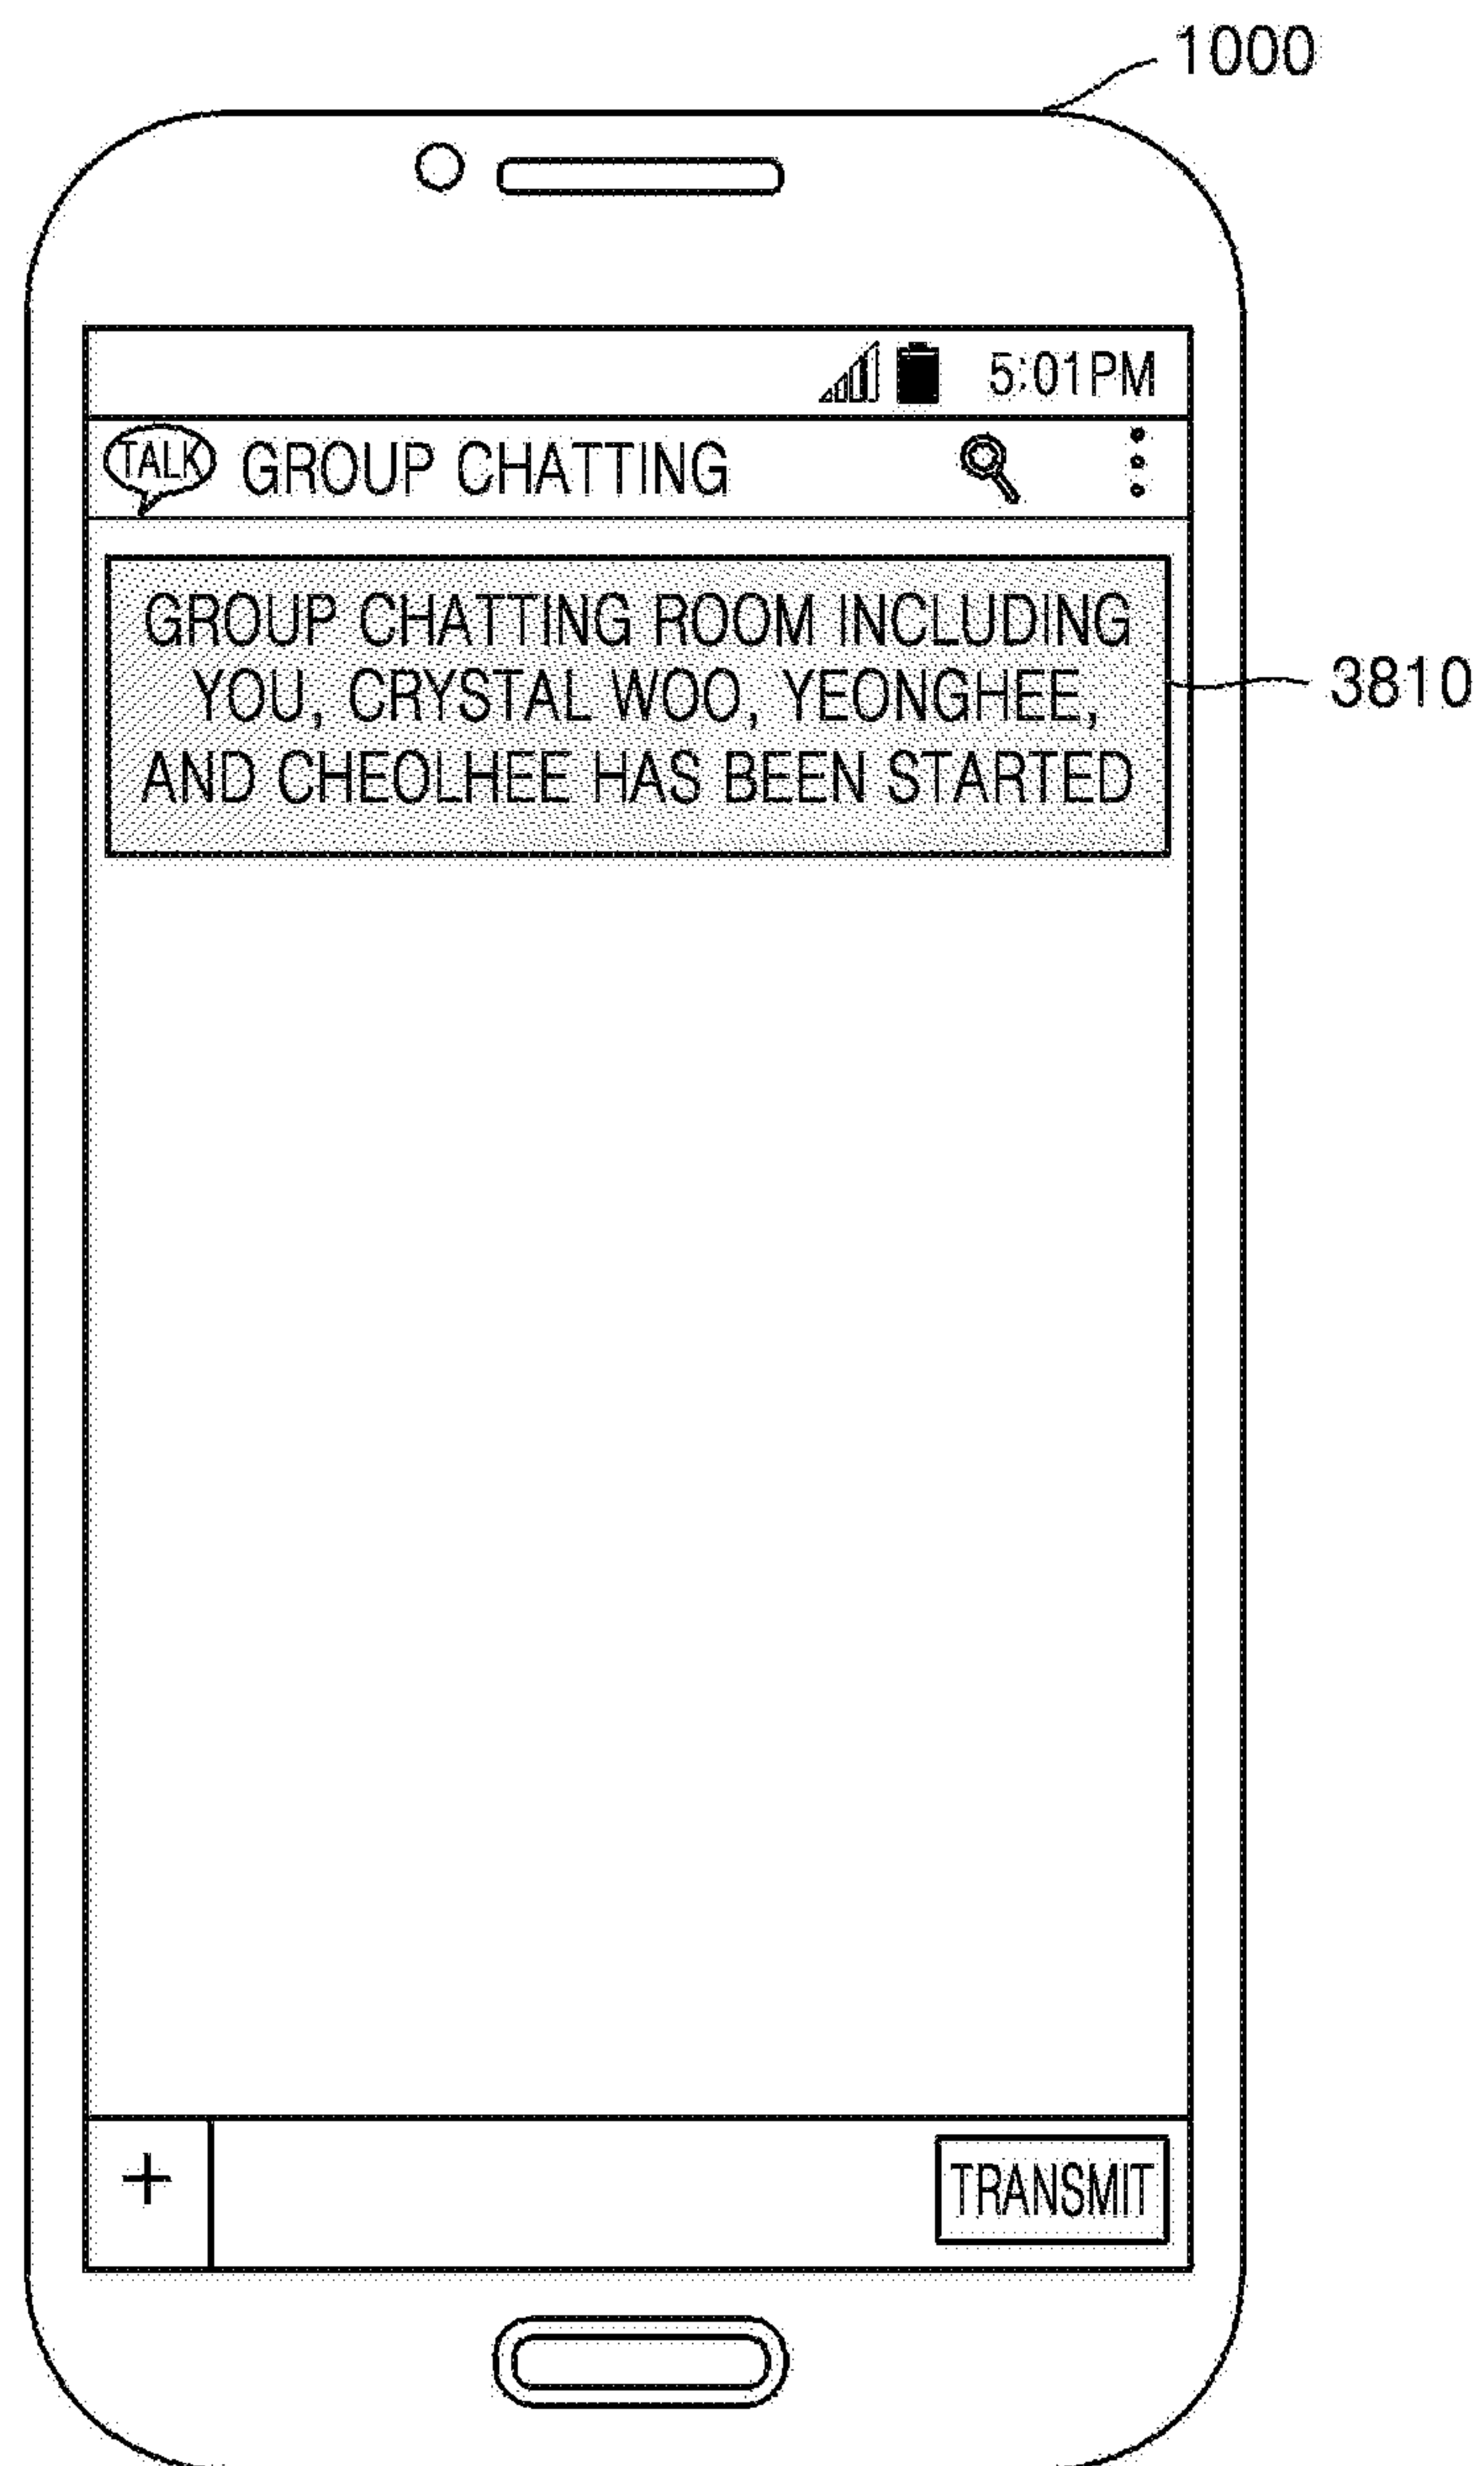 1000
5:01PM
TALK GROUP CHATTING
GROUP CHATTING ROOM INCLUDING
YOU, CRYSTAL WOO, YEONGHEE,
AND CHEOLHEE HAS BEEN STARTED
3810
+
TRANSMIT